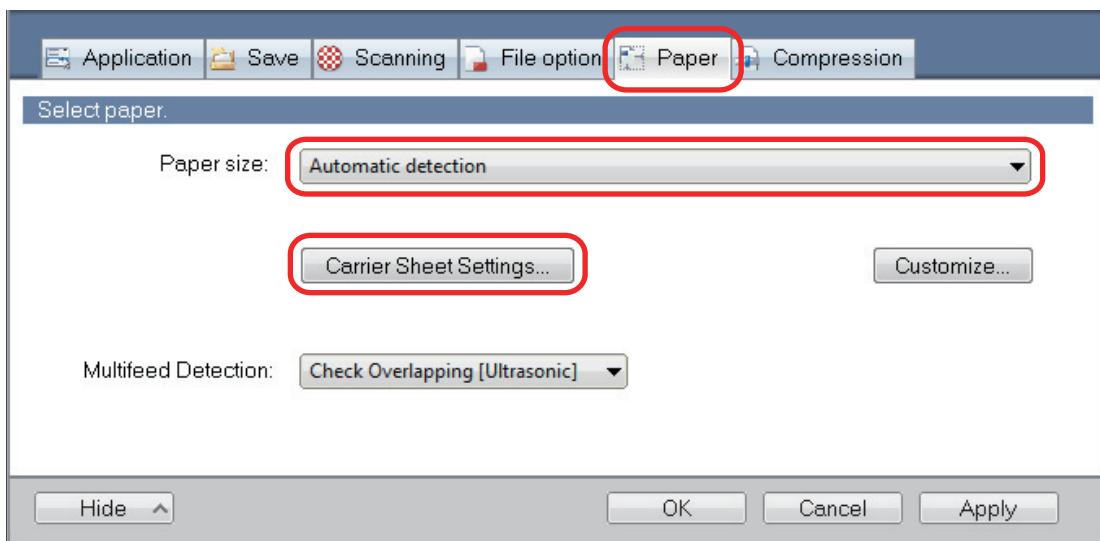 Application Save Scanning File option Paper Compression
Select paper.
Paper size: Automatic detection
Carrier Sheet Settings... Customize...
Multifeed Detection: Check Overlapping [Ultrasonic]
Hide OK Cancel Apply